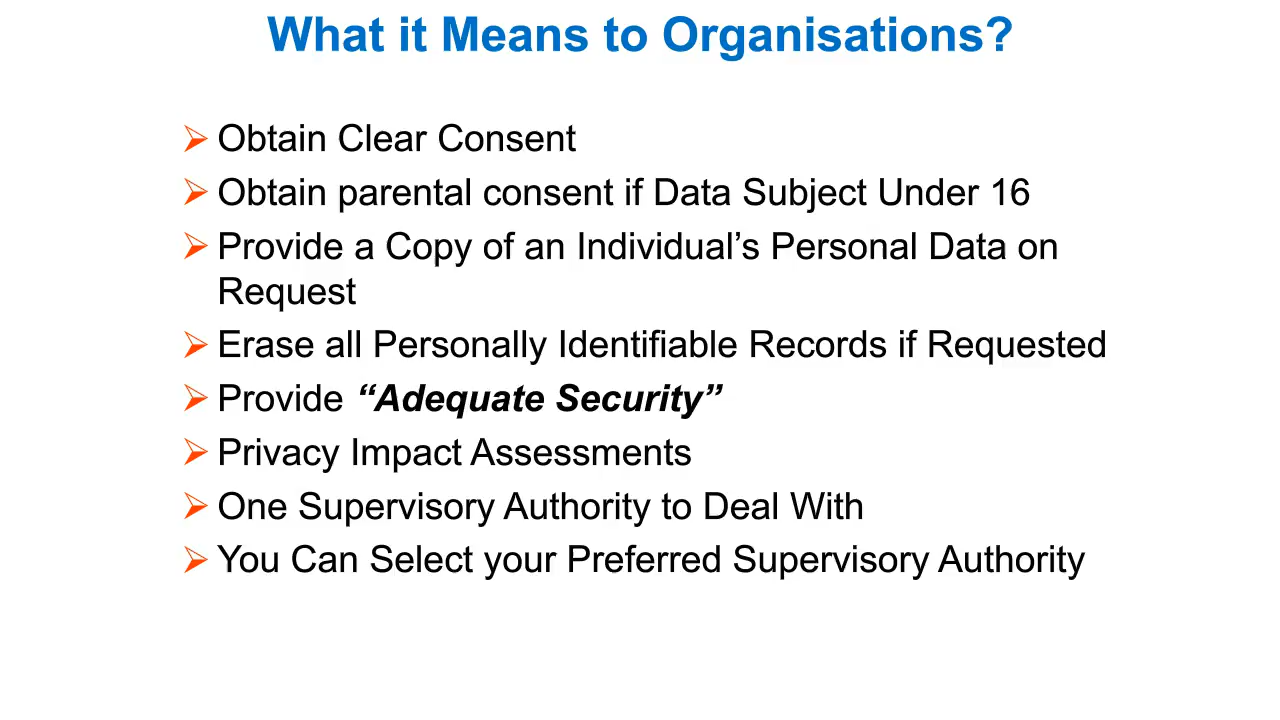 What it Means to Organisations?
➢ Obtain Clear Consent
➢ Obtain parental consent if Data Subject Under 16
➢ Provide a Copy of an Individual’s Personal Data on
Request
➢ Erase all Personally Identifiable Records if Requested
➢ Provide “Adequate Security”
➢ Privacy Impact Assessments
➢ One Supervisory Authority to Deal With
➢ You Can Select your Preferred Supervisory Authority